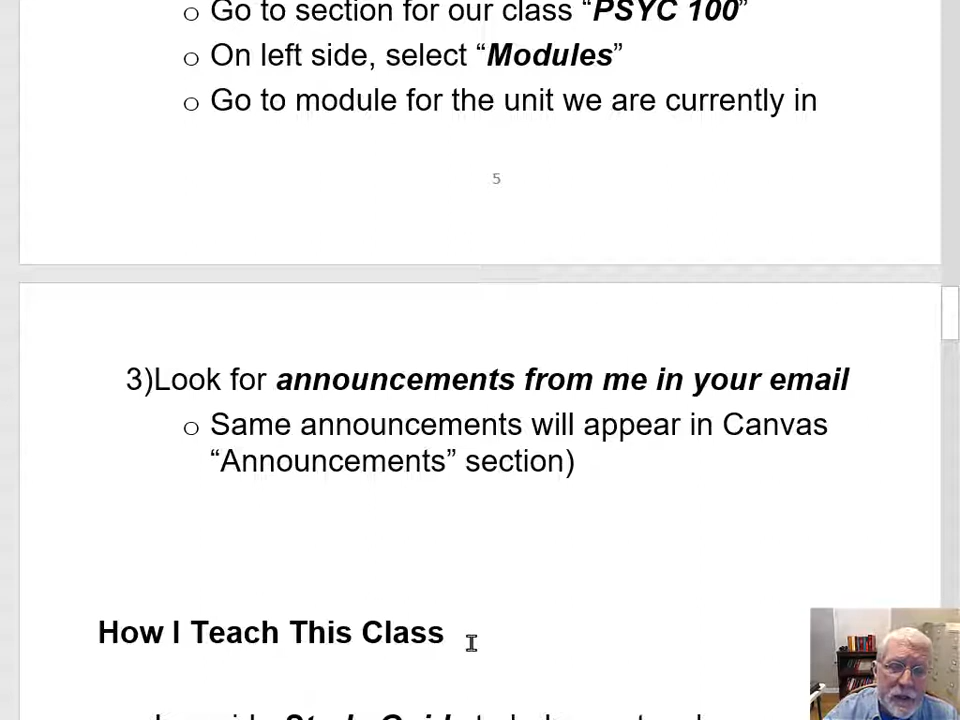 o Go to section for our class “PSYC 100”
o On left side, select “Modules”
o Go to module for the unit we are currently in
5
3)Look for announcements from me in your email
o Same announcements will appear in Canvas
“Announcements” section)
How I Teach This Class